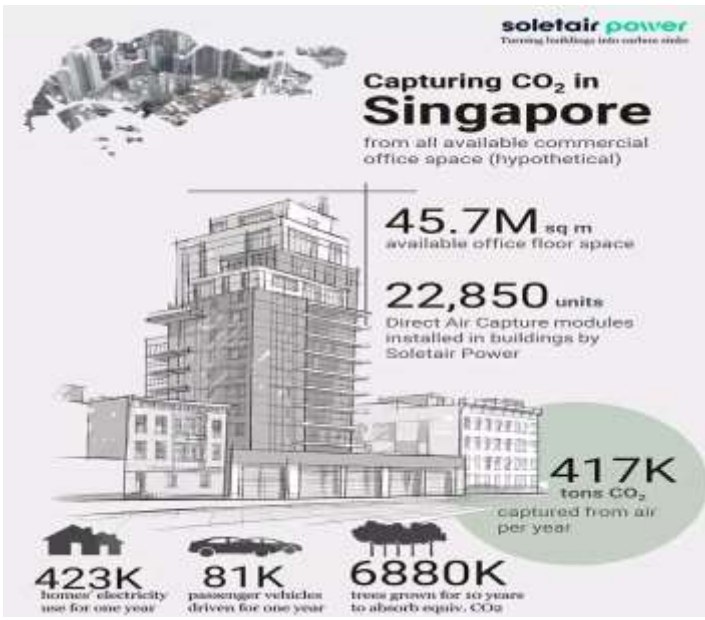 soletair power
Turning buildings into carbon sinks
Capturing CO₂ in
Singapore
from all available commercial
office space (hypothetical)
45.7M sq m
available office floor space
22,850 units
Direct Air Capture modules
installed in buildings by
Soletair Power
417K
tons CO₂
captured from air
per year
423K
homes' electricity
use for one year
81K
passenger vehicles
driven for one year
6880K
trees grown for 10 years
to absorb equiv. CO₂